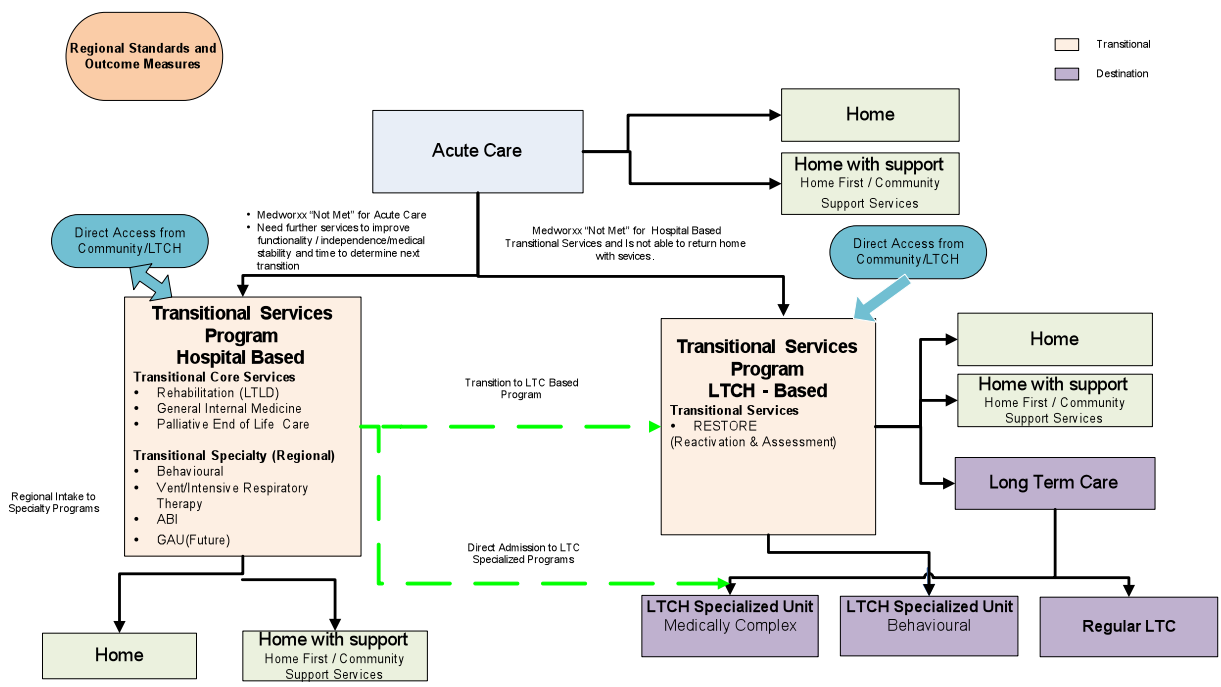 Regional Standards and
Outcome Measures
Transitional
Destination
Acute Care
Home
Home with support
Home First / Community
Support Services
• Medworxx “Not Met” for Acute Care
• Need further services to improve
functionality / independence/medical
stability and time to determine next
transition
Medworxx “Not Met” for Hospital Based
Transitional Services and Is not able to return home
with sevices.
Direct Access from
Community/LTCH
Direct Access from
Community/LTCH
Transitional Services
Program
Hospital Based
Transitional Core Services
• Rehabilitation (LTLD)
• General Internal Medicine
• Palliative End of Life Care
Transitional Specialty (Regional)
• Behavioural
• Vent/Intensive Respiratory
Therapy
• ABI
• GAU(Future)
Regional Intake to
Specialty Programs
Transition to LTC Based
Program
Direct Admission to LTC
Specialized Programs
Transitional Services
Program
LTCH - Based
Transitional Services
• RESTORE
(Reactivation & Assessment)
Home
Home with support
Home First / Community
Support Services
Long Term Care
Home
Home with support
Home First / Community
Support Services
LTCH Specialized Unit
Medically Complex
LTCH Specialized Unit
Behavioural
Regular LTC